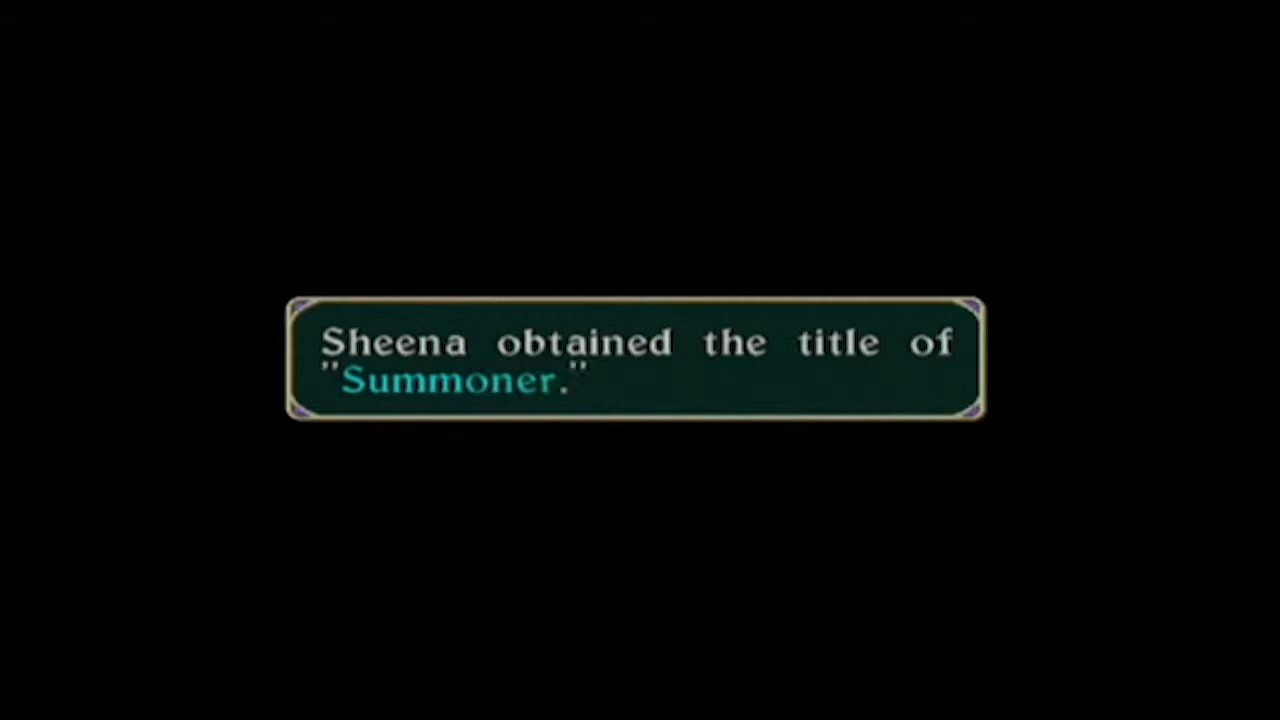 Sheena obtained the title of
"Summoner."